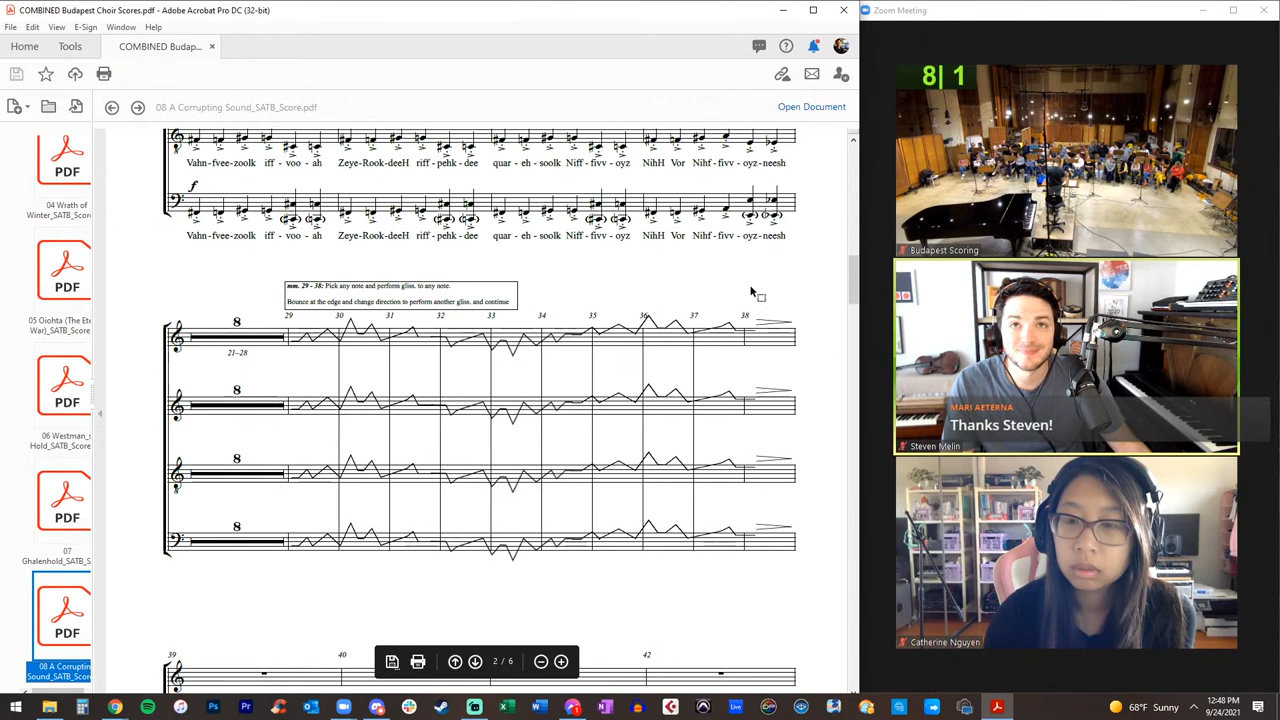 COMBINED Budapest Choir Scores.pdf - Adobe Acrobat Pro DC (32-bit)
File Edit View E-Sign Window Help
Home Tools COMBINED Budap... ×
08 A Corrupting Sound_SATB_Score.pdf
Open Document
PDF
04 Wrath of
Winter_SATB_Score
PDF
05 Oiohta (The Ete
War)_SATB_Score
PDF
06 Westman_s
Hold_SATB_Score
PDF
07
Ghalenhold_SATB_S
PDF
08 A Corrupting
Sound_SATB_Score
Vahn-fvee-zoolk iff - voo - ah Zeye-Rook-deeH riff - pehk - dee quar - eh - soolk Niff - fivv - oyz NihH Vor Nihf - fivv - oyz-neesh
f
Vahn-fvee-zoolk iff - voo - ah Zeye-Rook-deeH riff - pehk - dee quar - eh - soolk Niff - fivv - oyz NihH Vor Nihf - fivv - oyz-neesh
mm. 29 - 38: Pick any note and perform gliss. to any note.
Bounce at the edge and change direction to perform another gliss. and continue
8 29 30 31 32 33 34 35 36 37 38
21–28
8
8
8
39 40 42
2 / 6
Zoom Meeting
8| 1
Budapest Scoring
MARI AETERNA
Thanks Steven!
Steven Melin
Catherine Nguyen
68°F Sunny
12:48 PM
9/24/2021